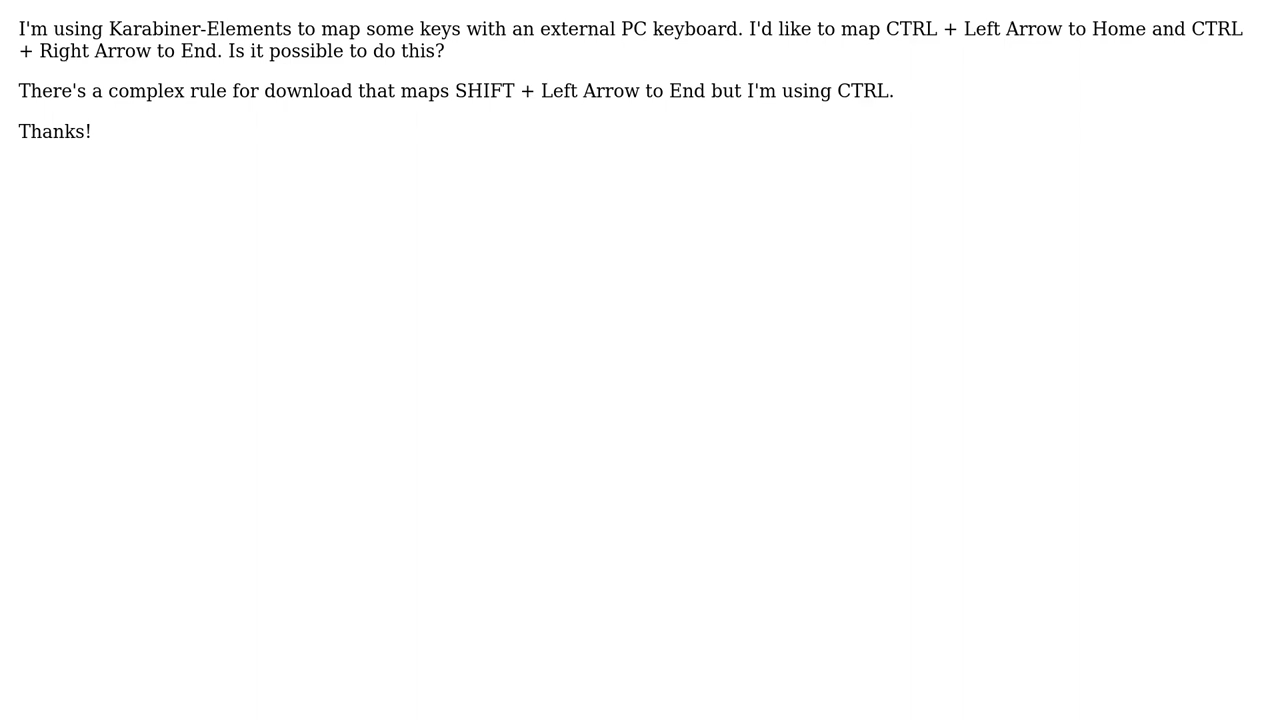 I'm using Karabiner-Elements to map some keys with an external PC keyboard. I'd like to map CTRL + Left Arrow to Home and CTRL
+ Right Arrow to End. Is it possible to do this?
There's a complex rule for download that maps SHIFT + Left Arrow to End but I'm using CTRL.
Thanks!